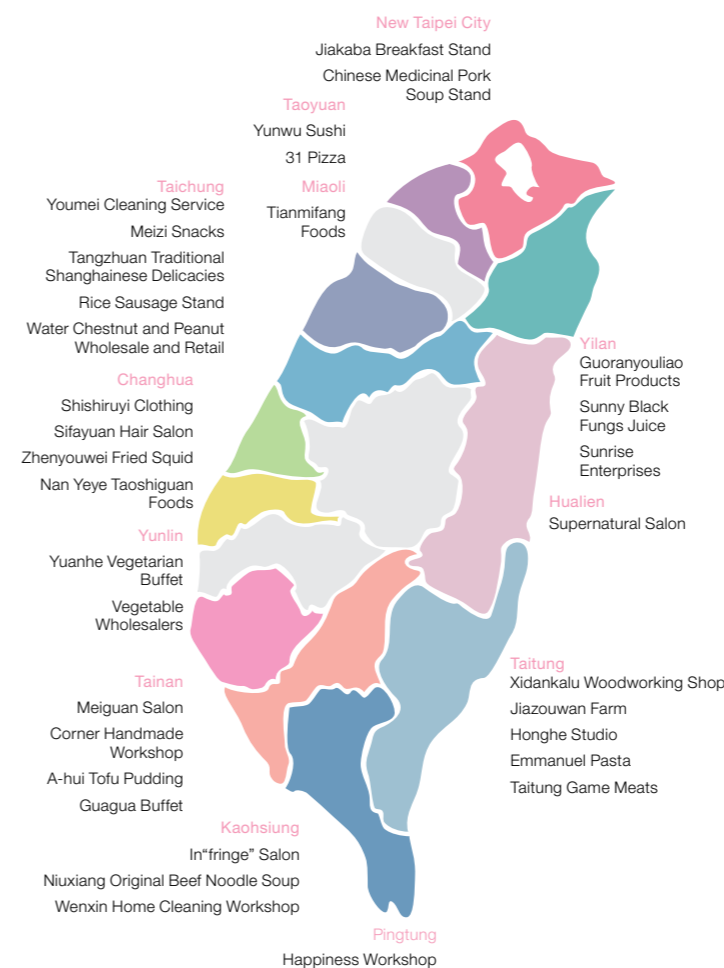 New Taipei City
Jiakaba Breakfast Stand
Chinese Medicinal Pork
Soup Stand
Taoyuan
Yunwu Sushi
31 Pizza
Miaoli
Tianmifang
Foods
Taichung
Youmei Cleaning Service
Meizi Snacks
Tangzhuan Traditional
Shanghainese Delicacies
Rice Sausage Stand
Water Chestnut and Peanut
Wholesale and Retail
Changhua
Shishiruyi Clothing
Sifayuan Hair Salon
Zhenyouwei Fried Squid
Nan Yeye Taoshiguan
Foods
Yunlin
Yuanhe Vegetarian
Buffet
Vegetable
Wholesalers
Tainan
Meiguan Salon
Corner Handmade
Workshop
A-hui Tofu Pudding
Guagua Buffet
Kaohsiung
In“fringe” Salon
Niuxiang Original Beef Noodle Soup
Wenxin Home Cleaning Workshop
Pingtung
Happiness Workshop
Yilan
Guoranyouliao
Fruit Products
Sunny Black
Fungs Juice
Sunrise
Enterprises
Hualien
Supernatural Salon
Taitung
Xidankalu Woodworking Shop
Jiazouwan Farm
Honghe Studio
Emmanuel Pasta
Taitung Game Meats